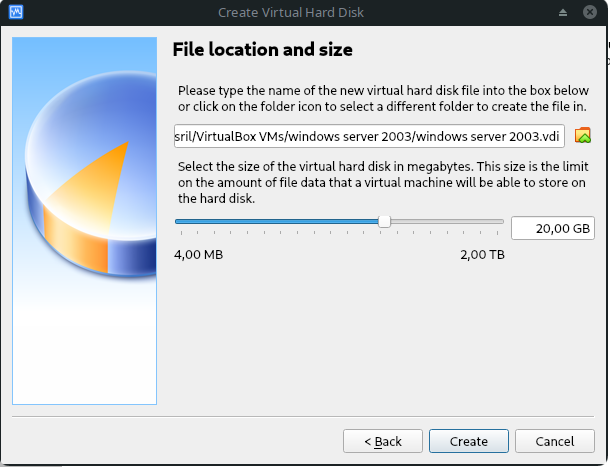 Create Virtual Hard Disk
File location and size
Please type the name of the new virtual hard disk file into the box below
or click on the folder icon to select a different folder to create the file in.
sril/VirtualBox VMs/windows server 2003/windows server 2003.vdi
Select the size of the virtual hard disk in megabytes. This size is the limit
on the amount of file data that a virtual machine will be able to store on
the hard disk.
20,00 GB
4,00 MB
2,00 TB
< Back
Create
Cancel